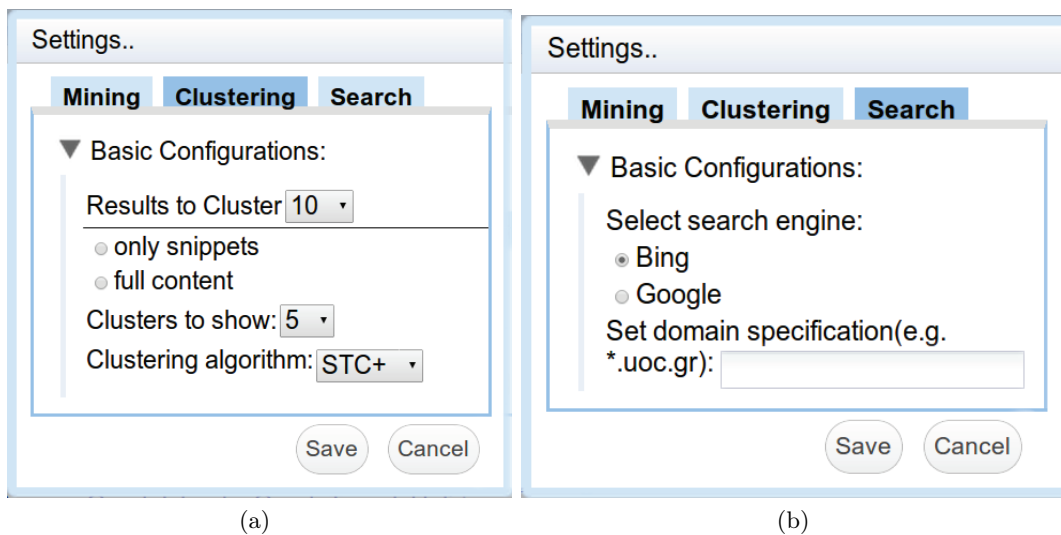 Settings..
Mining Clustering Search
Basic Configurations:
Results to Cluster 10
only snippets
full content
Clusters to show: 5
Clustering algorithm: STC+
Save Cancel
(a)
Settings..
Mining Clustering Search
Basic Configurations:
Select search engine:
Bing
Google
Set domain specification(e.g.
*.uoc.gr):
Save Cancel
(b)